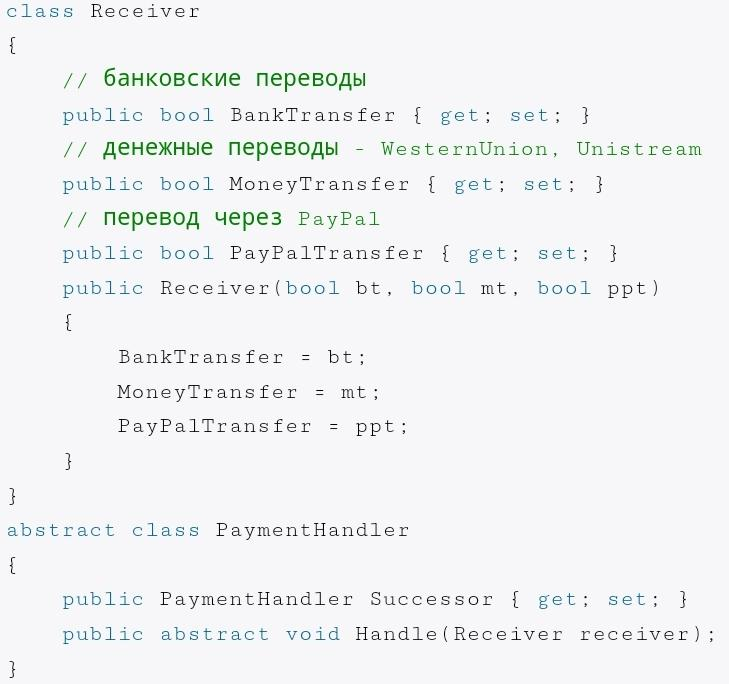 class Receiver
{
    // банковские переводы
    public bool BankTransfer { get; set; }
    // денежные переводы - WesternUnion, Unistream
    public bool MoneyTransfer { get; set; }
    // перевод через PayPal
    public bool PayPalTransfer { get; set; }
    public Receiver(bool bt, bool mt, bool ppt)
    {
        BankTransfer = bt;
        MoneyTransfer = mt;
        PayPalTransfer = ppt;
    }
}
abstract class PaymentHandler
{
    public PaymentHandler Successor { get; set; }
    public abstract void Handle(Receiver receiver);
}